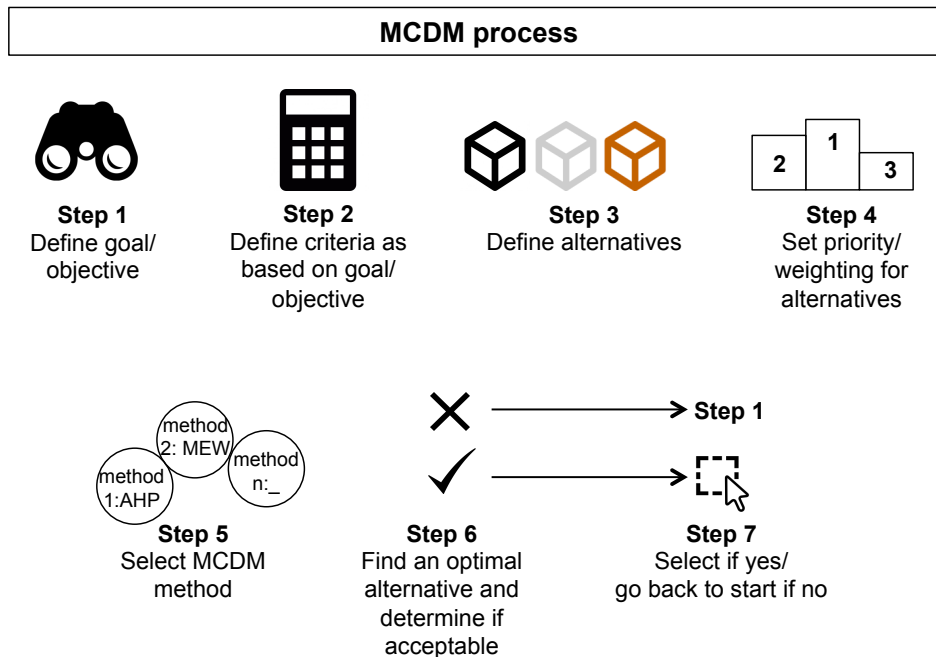 MCDM process
Step 1
Define goal/
objective
Step 2
Define criteria as
based on goal/
objective
Step 3
Define alternatives
2
1
3
Step 4
Set priority/
weighting for
alternatives
method
1:AHP
method
2: MEW
method
n:_
Step 5
Select MCDM
method
Step 6
Find an optimal
alternative and
determine if
acceptable
Step 1
Step 7
Select if yes/
go back to start if no